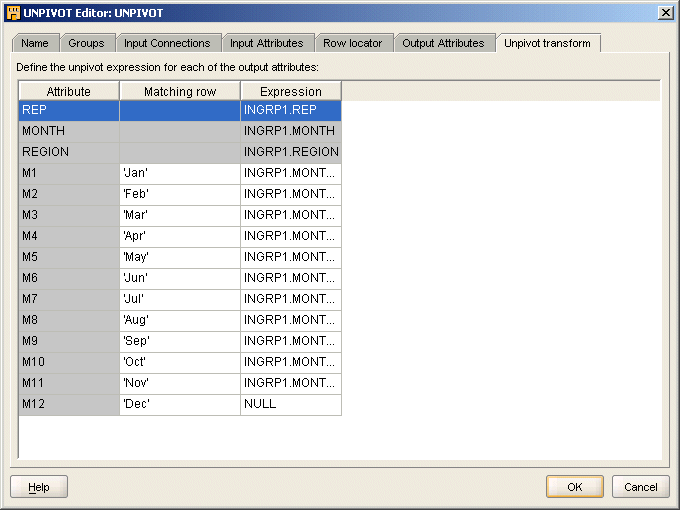 UNPIVOT Editor: UNPIVOT
Name Groups Input Connections Input Attributes Row locator Output Attributes Unpivot transform
Define the unpivot expression for each of the output attributes:
Attribute Matching row Expression
REP INGRP1.REP
MONTH INGRP1.MONTH
REGION INGRP1.REGION
M1 'Jan' INGRP1.MONT...
M2 'Feb' INGRP1.MONT...
M3 'Mar' INGRP1.MONT...
M4 'Apr' INGRP1.MONT...
M5 'May' INGRP1.MONT...
M6 'Jun' INGRP1.MONT...
M7 'Jul' INGRP1.MONT...
M8 'Aug' INGRP1.MONT...
M9 'Sep' INGRP1.MONT...
M10 'Oct' INGRP1.MONT...
M11 'Nov' INGRP1.MONT...
M12 'Dec' NULL
Help OK Cancel